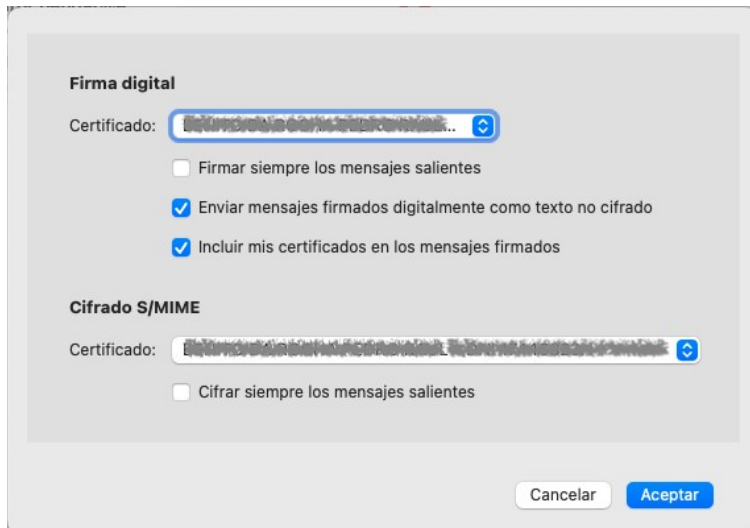 Firma digital
Certificado:
Firmar siempre los mensajes salientes
Enviar mensajes firmados digitalmente como texto no cifrado
Incluir mis certificados en los mensajes firmados
Cifrado S/MIME
Certificado:
Cifrar siempre los mensajes salientes
Cancelar Aceptar